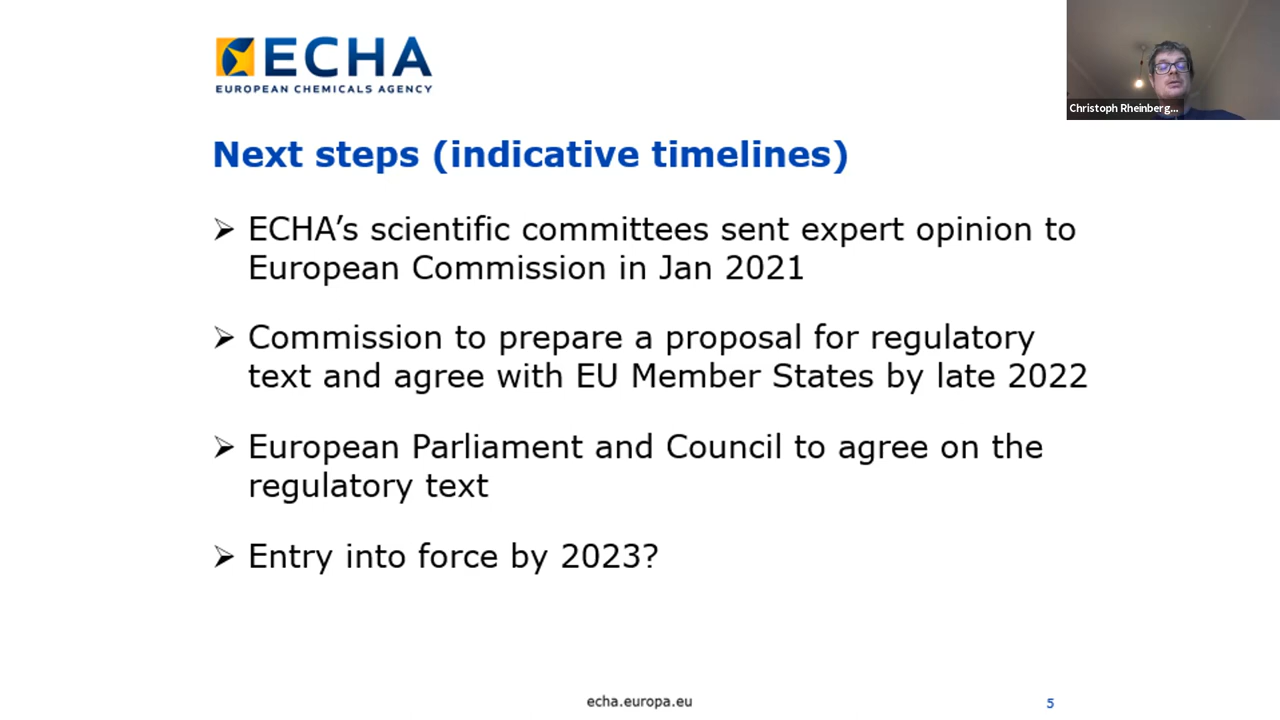 ECHA
EUROPEAN CHEMICALS AGENCY
Christoph Rheinberg...
Next steps (indicative timelines)
➢ ECHA’s scientific committees sent expert opinion to
European Commission in Jan 2021
➢ Commission to prepare a proposal for regulatory
text and agree with EU Member States by late 2022
➢ European Parliament and Council to agree on the
regulatory text
➢ Entry into force by 2023?
echa.europa.eu
5